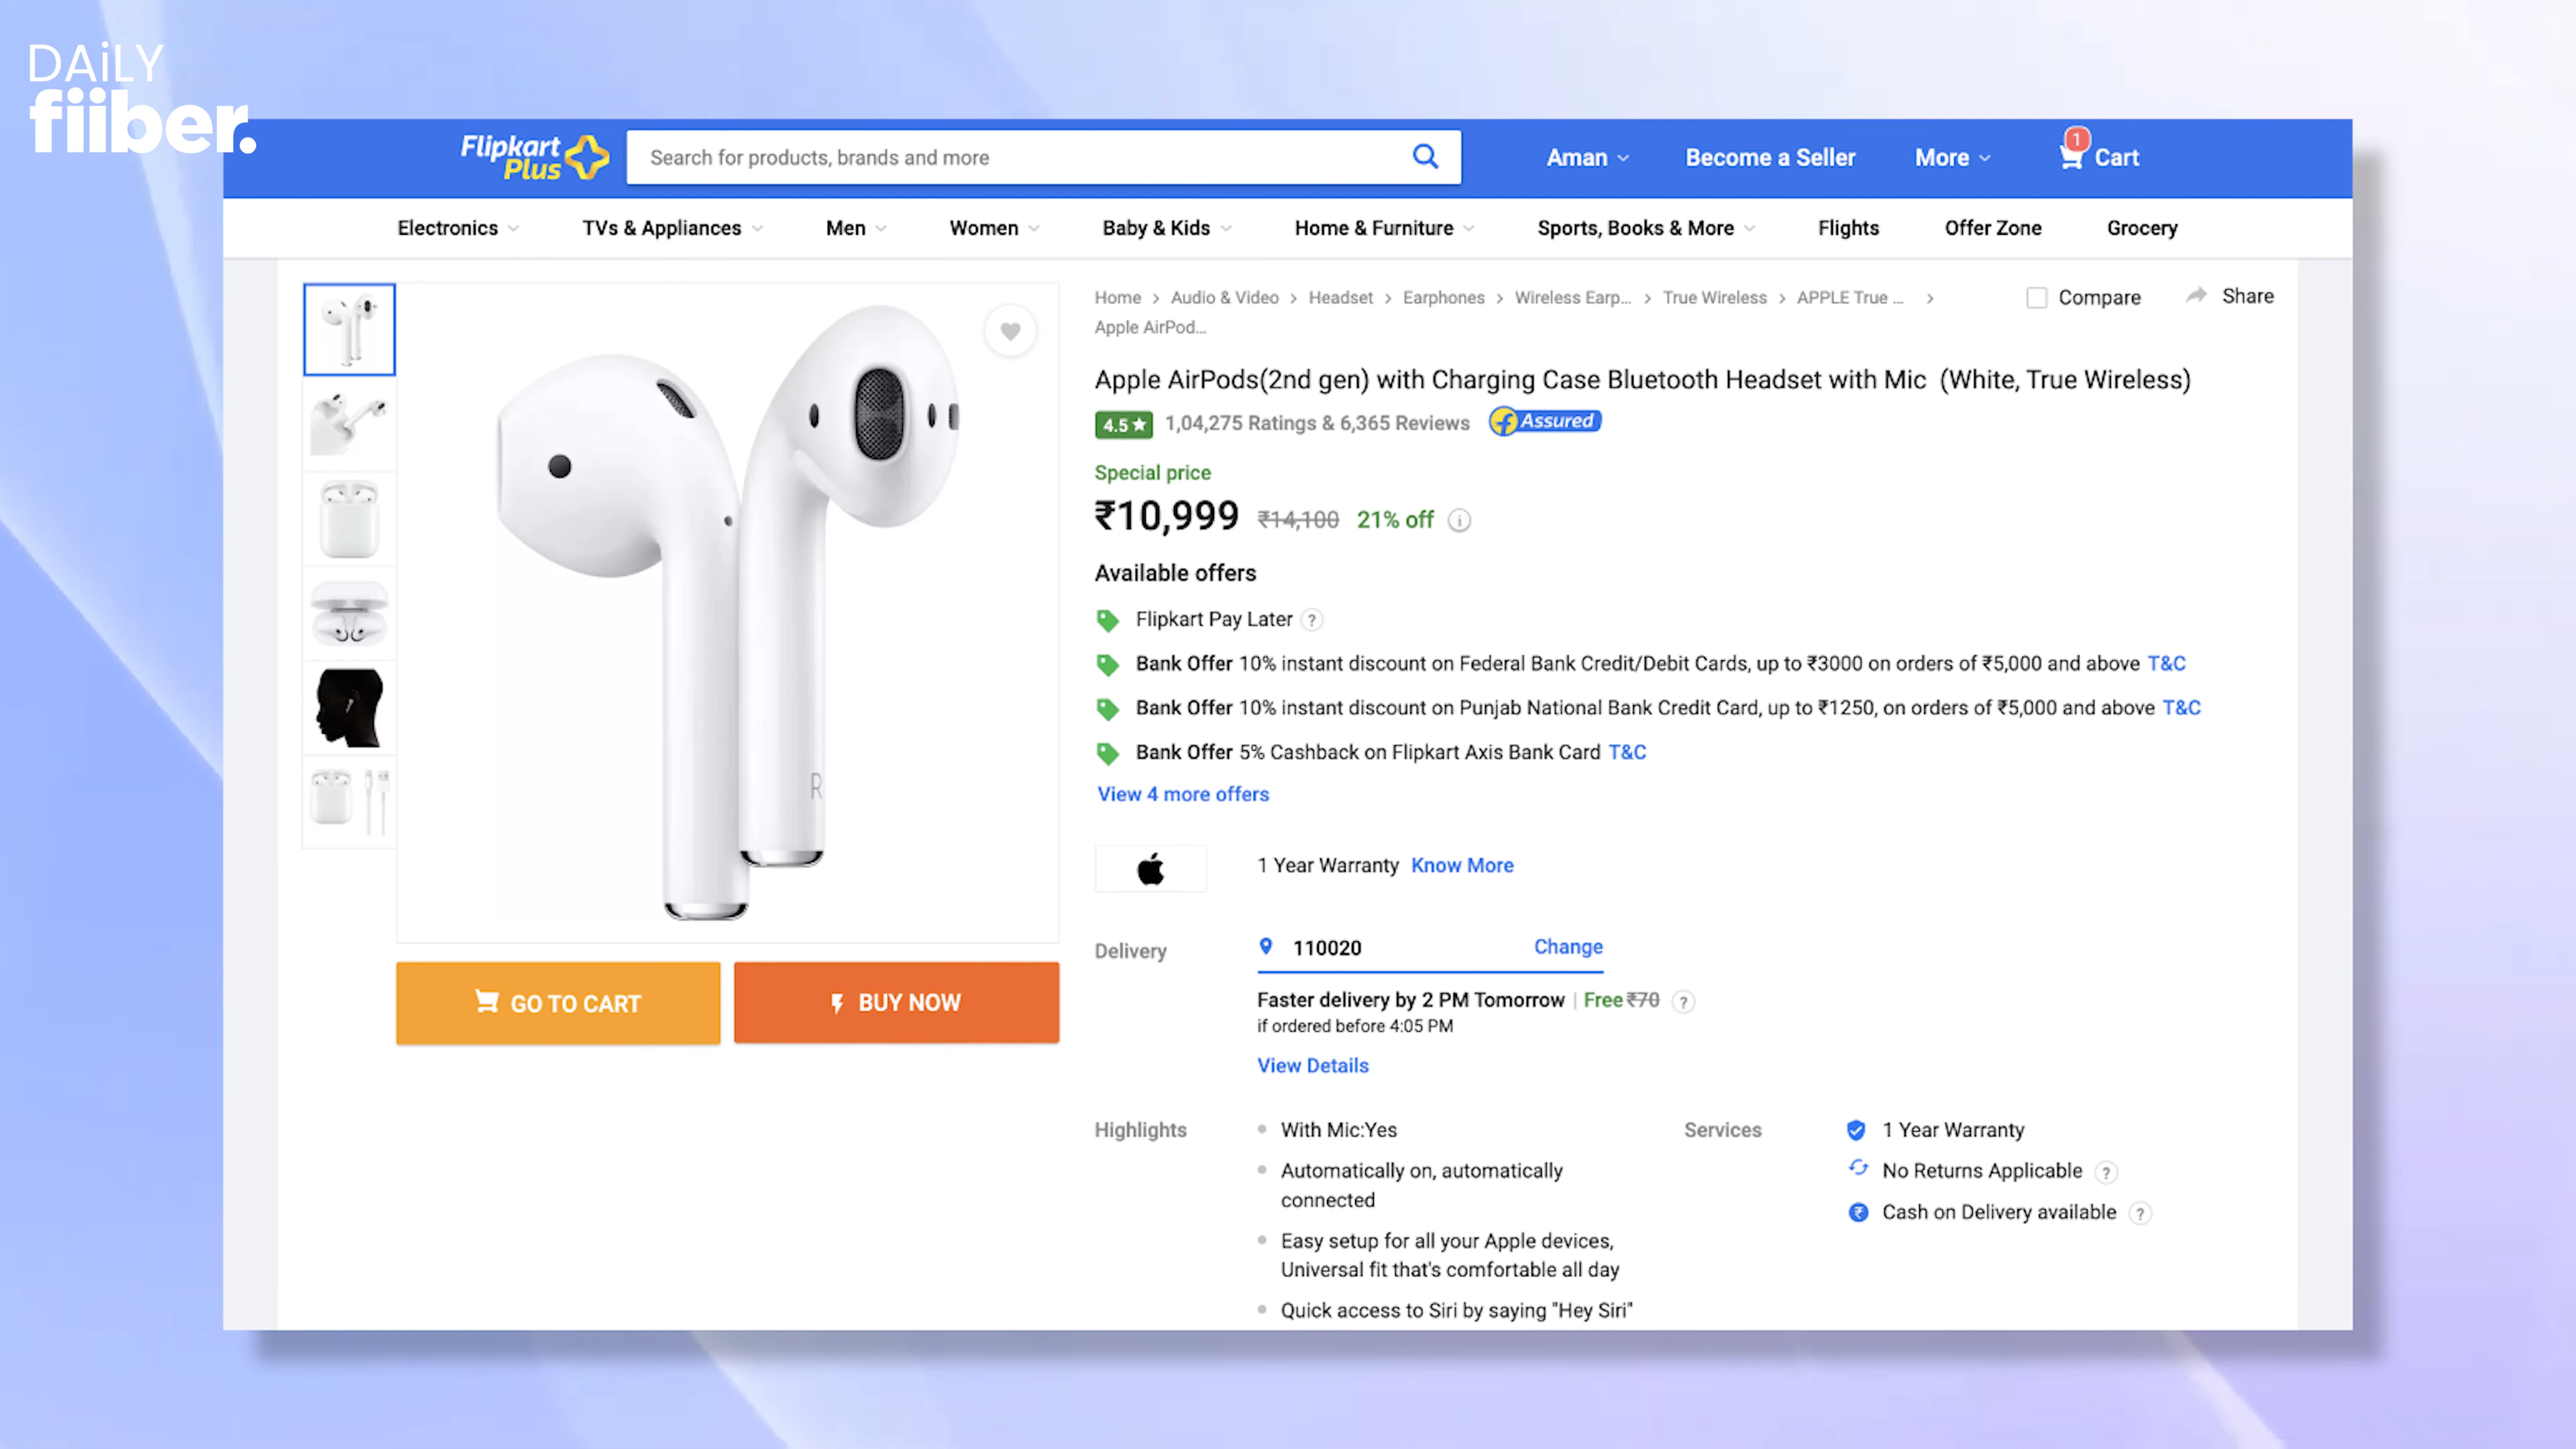 DAiLY
fiiber.
Flipkart
Plus
Search for products, brands and more
Aman
Become a Seller
More
1
Cart
Electronics
TVs & Appliances
Men
Women
Baby & Kids
Home & Furniture
Sports, Books & More
Flights
Offer Zone
Grocery
Home > Audio & Video > Headset > Earphones > Wireless Earp... > True Wireless > APPLE True ... >
Apple AirPod...
Compare
Share
Apple AirPods(2nd gen) with Charging Case Bluetooth Headset with Mic (White, True Wireless)
4.5★ 1,04,275 Ratings & 6,365 Reviews f Assured
Special price
₹10,999 ₹14,100 21% off i
Available offers
Flipkart Pay Later ?
Bank Offer 10% instant discount on Federal Bank Credit/Debit Cards, up to ₹3000 on orders of ₹5,000 and above T&C
Bank Offer 10% instant discount on Punjab National Bank Credit Card, up to ₹1250, on orders of ₹5,000 and above T&C
Bank Offer 5% Cashback on Flipkart Axis Bank Card T&C
View 4 more offers
R
1 Year Warranty Know More
Delivery
110020
Change
GO TO CART
BUY NOW
Faster delivery by 2 PM Tomorrow | Free ₹70 ?
if ordered before 4:05 PM
View Details
Highlights
With Mic:Yes
Automatically on, automatically
connected
Easy setup for all your Apple devices,
Universal fit that's comfortable all day
Quick access to Siri by saying "Hey Siri"
Services
1 Year Warranty
No Returns Applicable ?
₹ Cash on Delivery available ?